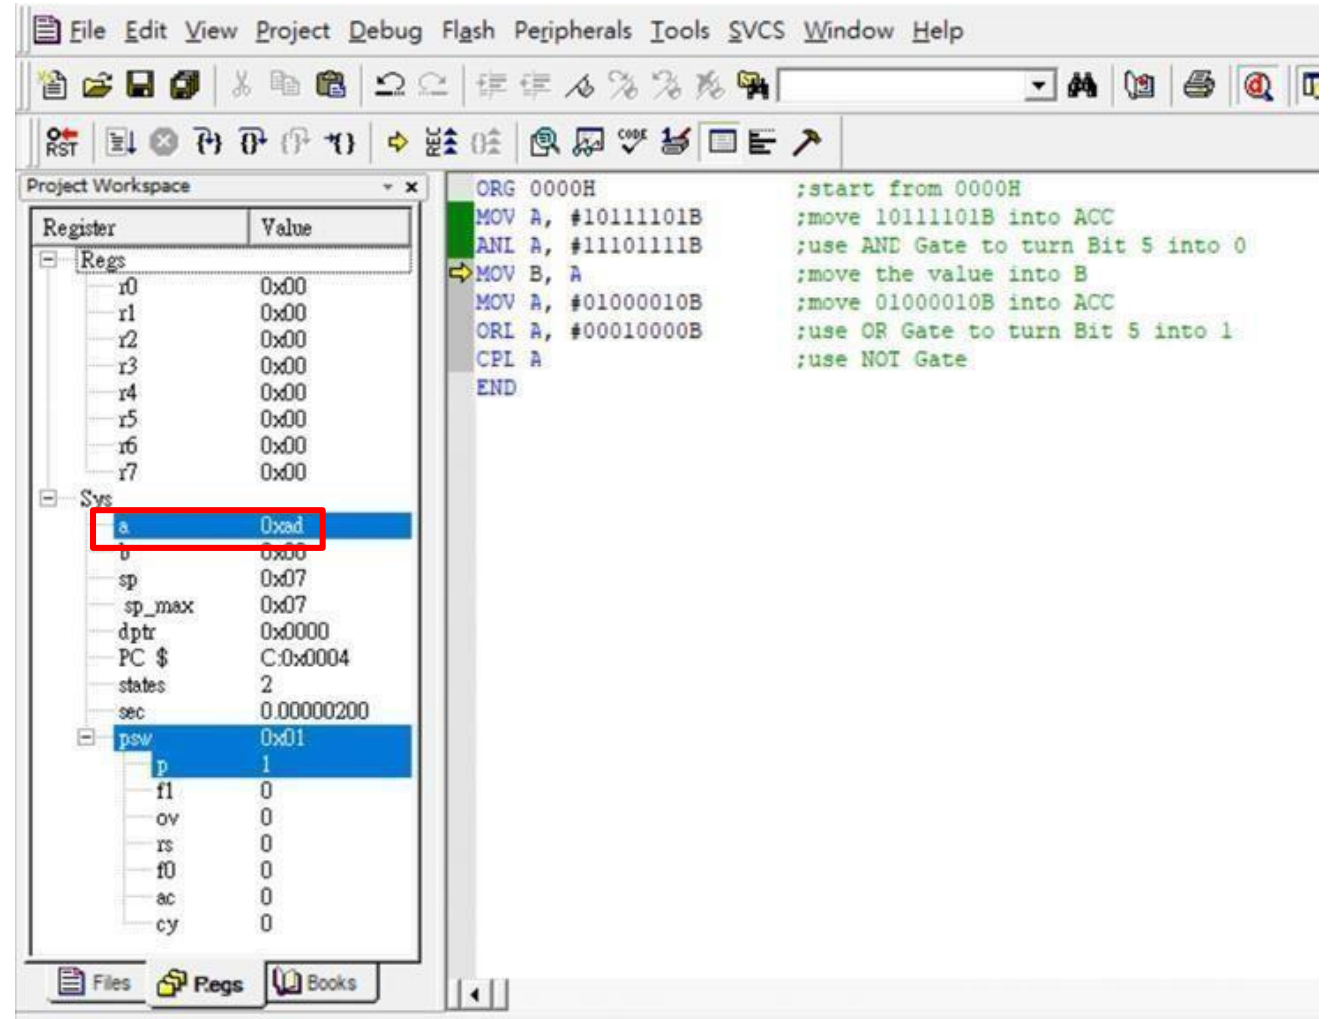 File Edit View Project Debug Flash Peripherals Tools SVCS Window Help
RST REC CODE
Project Workspace
Register Value
Regs
r0 0x00
r1 0x00
r2 0x00
r3 0x00
r4 0x00
r5 0x00
r6 0x00
r7 0x00
Sys
a 0xad
b 0x00
sp 0x07
sp_max 0x07
dptr 0x0000
PC $ C:0x0004
states 2
sec 0.00000200
psw 0x01
p 1
f1 0
ov 0
rs 0
f0 0
ac 0
cy 0
Files Regs Books
ORG 0000H ;start from 0000H
MOV A, #10111101B ;move 10111101B into ACC
ANL A, #11101111B ;use AND Gate to turn Bit 5 into 0
MOV B, A ;move the value into B
MOV A, #01000010B ;move 01000010B into ACC
ORL A, #00010000B ;use OR Gate to turn Bit 5 into 1
CPL A ;use NOT Gate
END